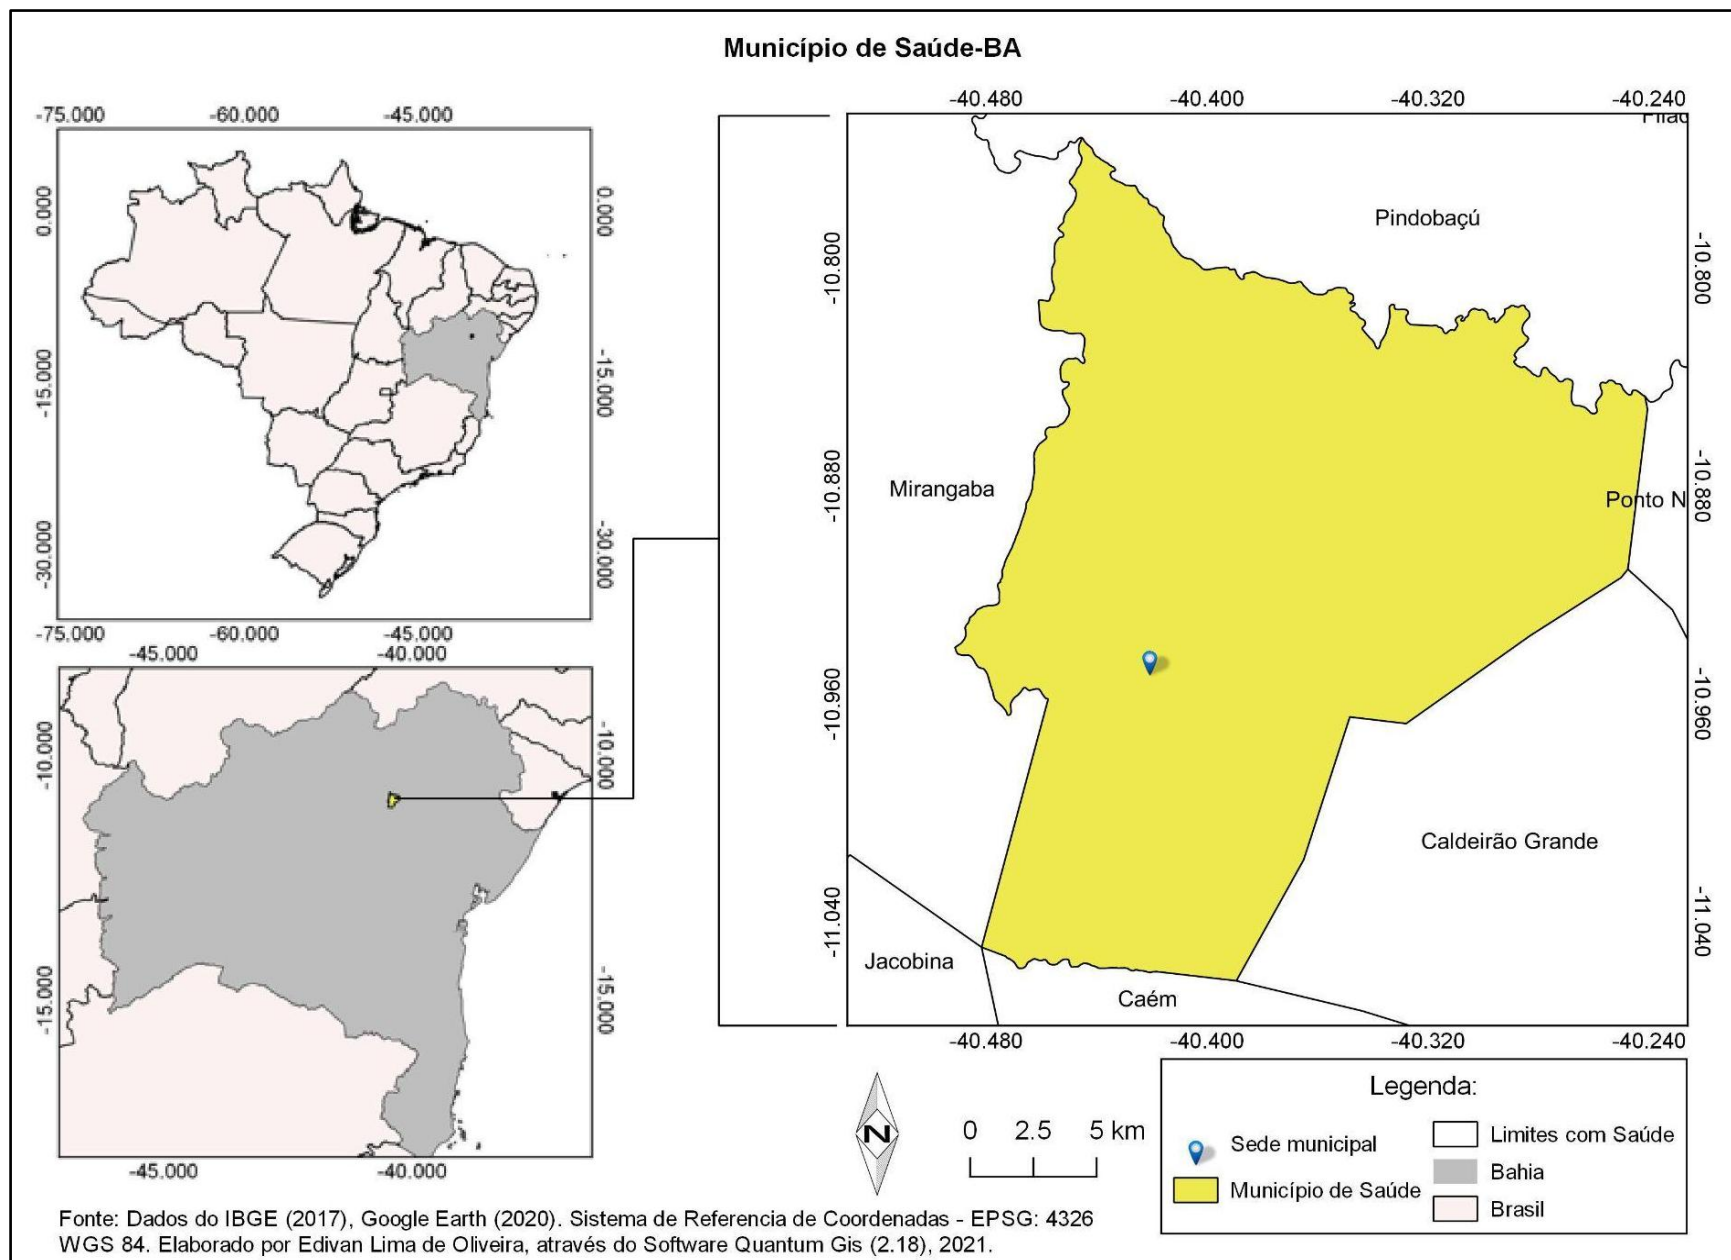 Município de Saúde-BA
-75.000 -60.000 -45.000
0.000 0.000
-15.000 -15.000
-30.000 -30.000
-75.000 -60.000 -45.000
-45.000 -40.000
-10.000 -10.000
-15.000 -15.000
-45.000 -40.000
-40.480 -40.400 -40.320 -40.240
Pindobaçú
-10.800 -10.800
Mirangaba
-10.880 -10.880
Ponto N
-10.960 -10.960
Caldeirão Grande
-11.040 -11.040
Jacobina
Caém
-40.480 -40.400 -40.320 -40.240
N
0 2.5 5 km
Legenda:
Sede municipal
Município de Saúde
Limites com Saúde
Bahia
Brasil
Fonte: Dados do IBGE (2017), Google Earth (2020). Sistema de Referencia de Coordenadas - EPSG: 4326
WGS 84. Elaborado por Edivan Lima de Oliveira, através do Software Quantum Gis (2.18), 2021.